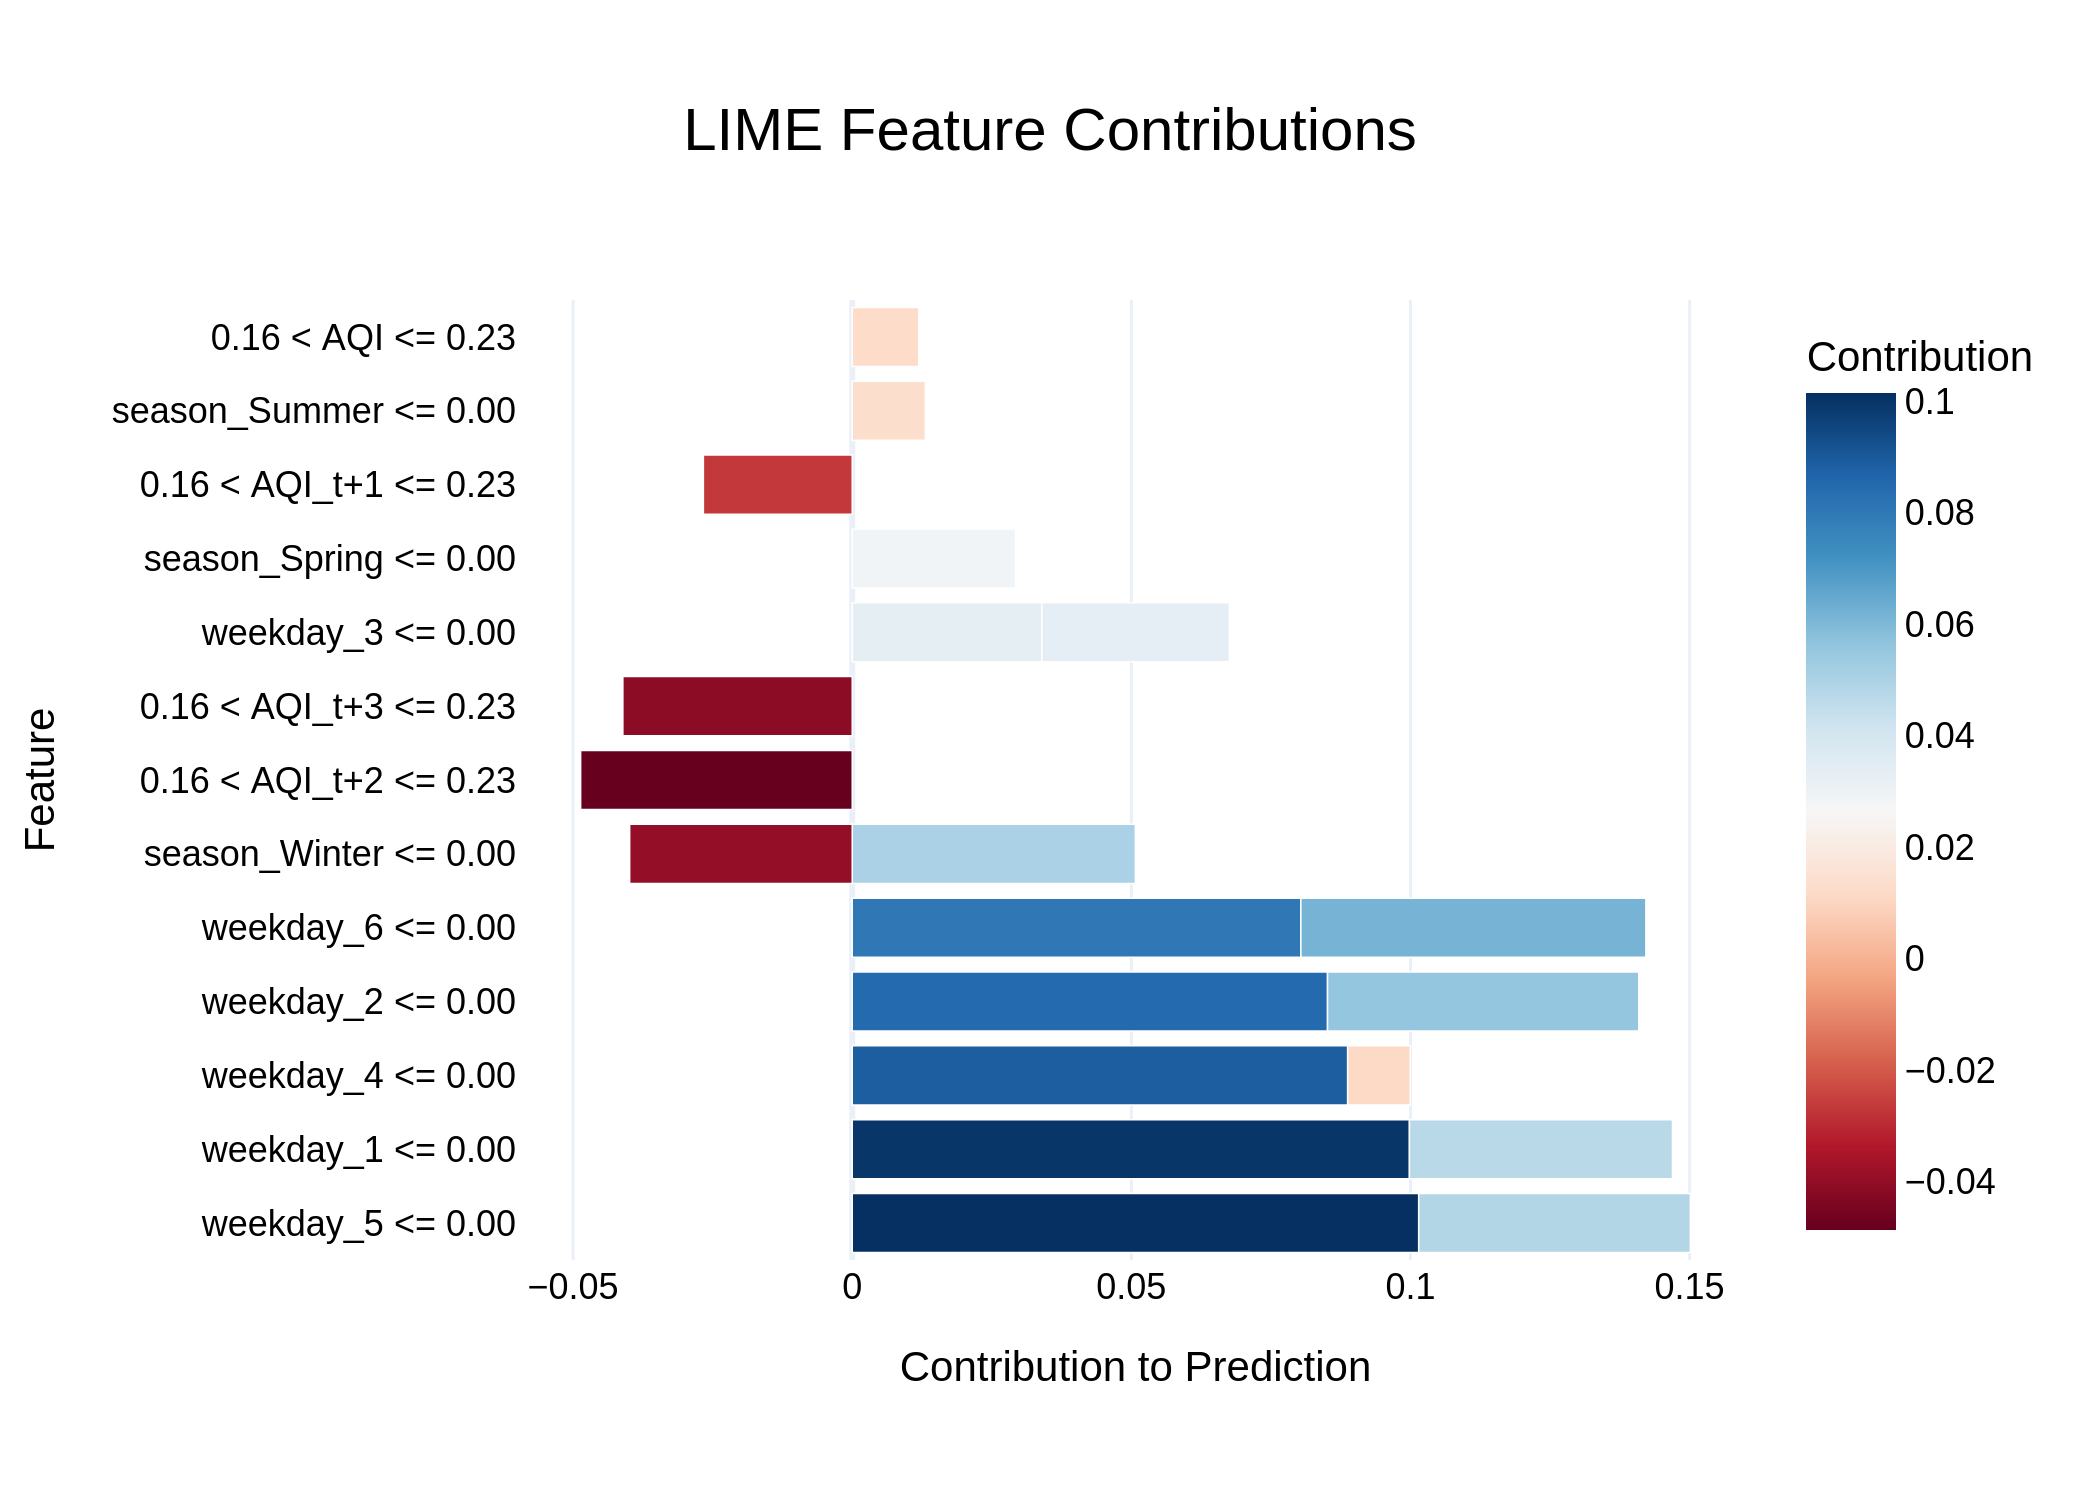 LIME Feature Contributions
Feature
0.16 < AQI <= 0.23
season_Summer <= 0.00
0.16 < AQI_t+1 <= 0.23
season_Spring <= 0.00
weekday_3 <= 0.00
0.16 < AQI_t+3 <= 0.23
0.16 < AQI_t+2 <= 0.23
season_Winter <= 0.00
weekday_6 <= 0.00
weekday_2 <= 0.00
weekday_4 <= 0.00
weekday_1 <= 0.00
weekday_5 <= 0.00
−0.05 0 0.05 0.1 0.15
Contribution to Prediction
Contribution
0.1
0.08
0.06
0.04
0.02
0
−0.02
−0.04